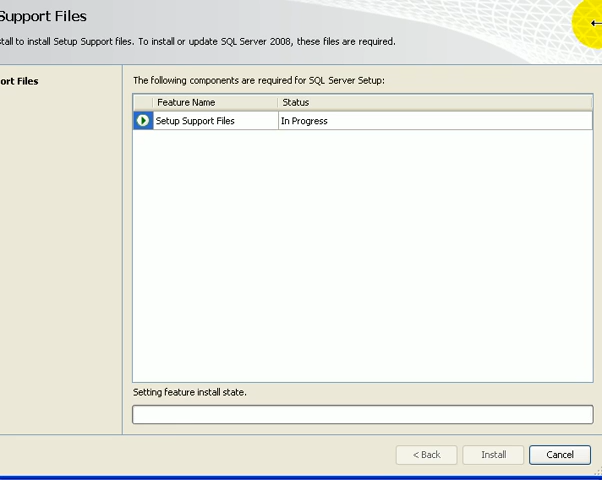 Support Files
stall to install Setup Support files. To install or update SQL Server 2008, these files are required.
ort Files
The following components are required for SQL Server Setup:
Feature Name Status
Setup Support Files In Progress
Setting feature install state.
< Back Install Cancel